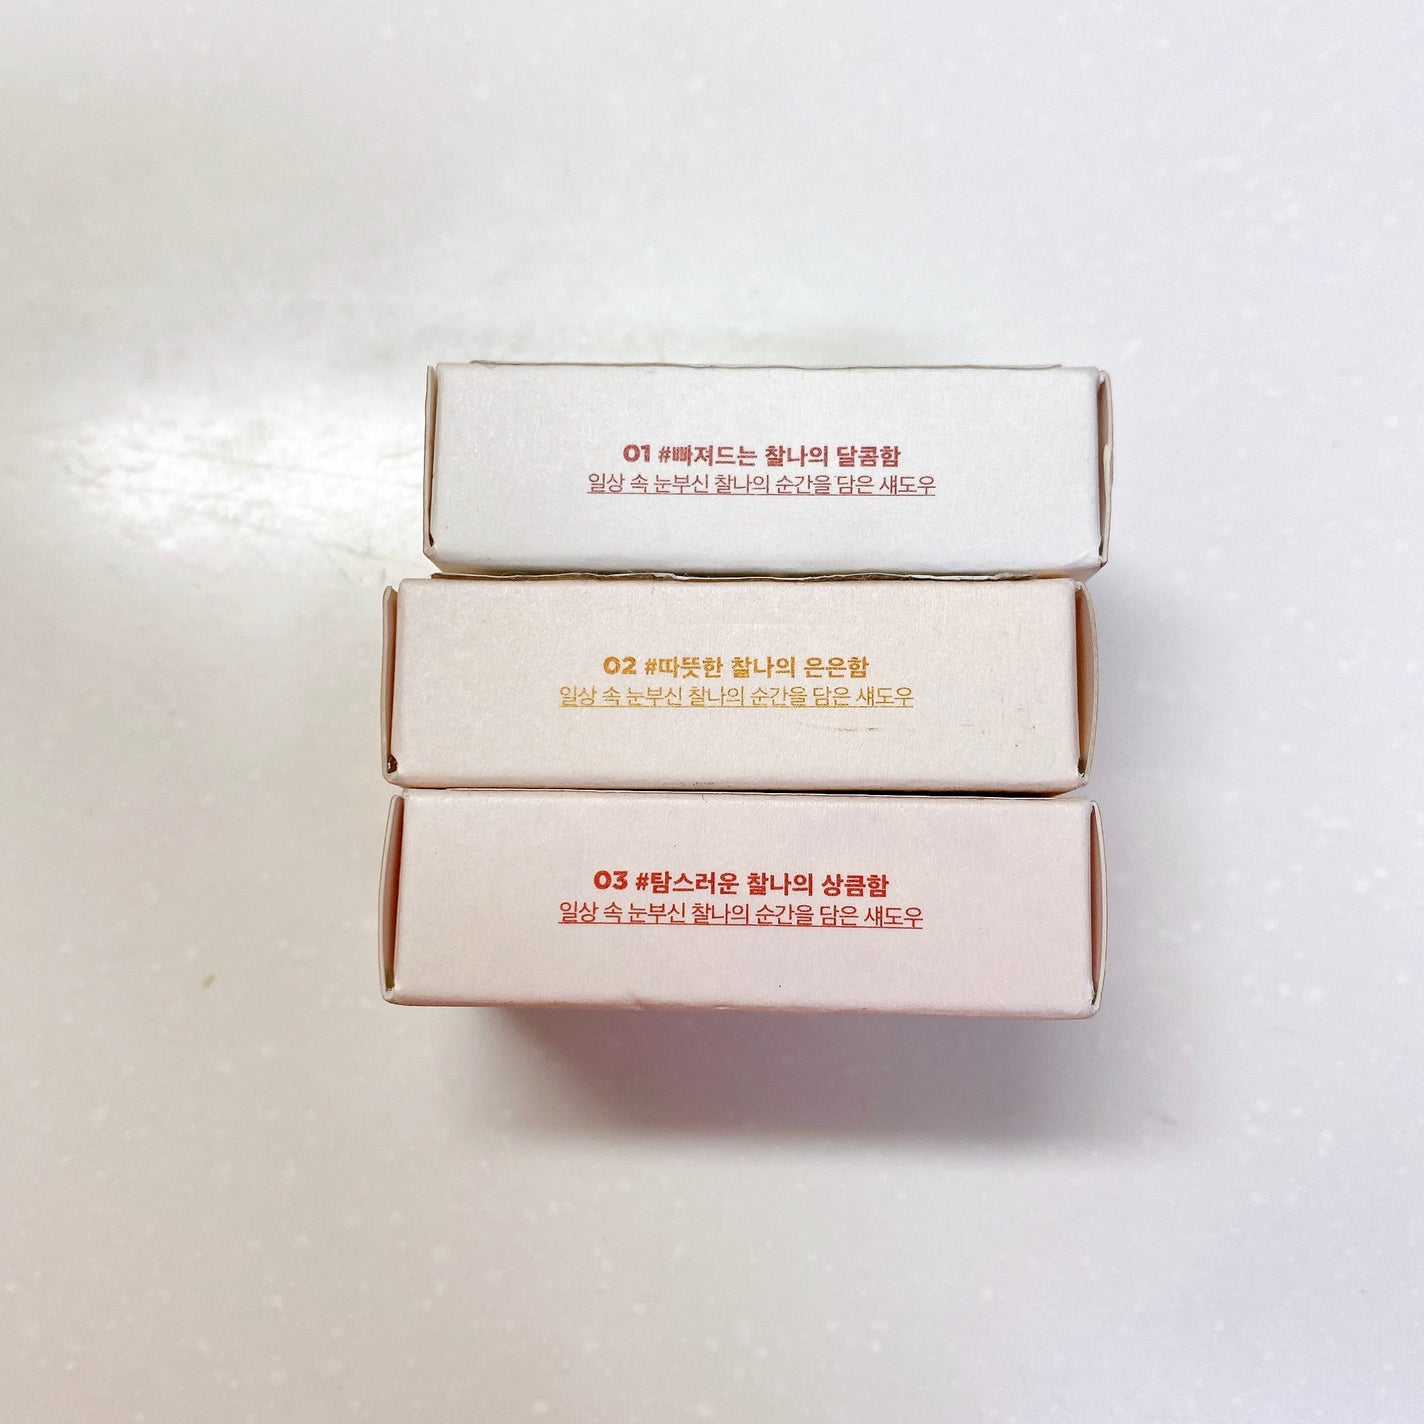 01 #빠져드는 찰나의 달콤함
일상 속 눈부신 찰나의 순간을 담은 섀도우
02 #따뜻한 찰나의 은은함
일상 속 눈부신 찰나의 순간을 담은 섀도우
03 #탐스러운 찰나의 상큼함
일상 속 눈부신 찰나의 순간을 담은 섀도우